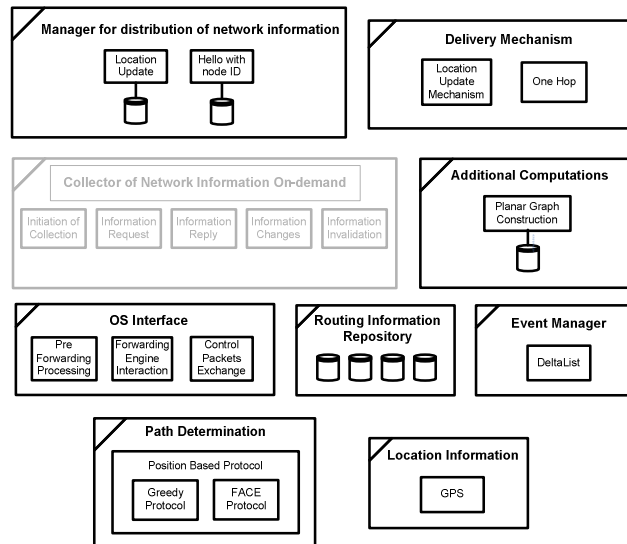 Manager for distribution of network information
Location
Update
Hello with
node ID
Delivery Mechanism
Location
Update
Mechanism
One Hop
Collector of Network Information On-demand
Initiation of
Collection
Information
Request
Information
Reply
Information
Changes
Information
Invalidation
Additional Computations
Planar Graph
Construction
OS Interface
Pre
Forwarding
Processing
Forwarding
Engine
Interaction
Control
Packets
Exchange
Routing Information
Repository
Event Manager
DeltaList
Path Determination
Position Based Protocol
Greedy
Protocol
FACE
Protocol
Location Information
GPS